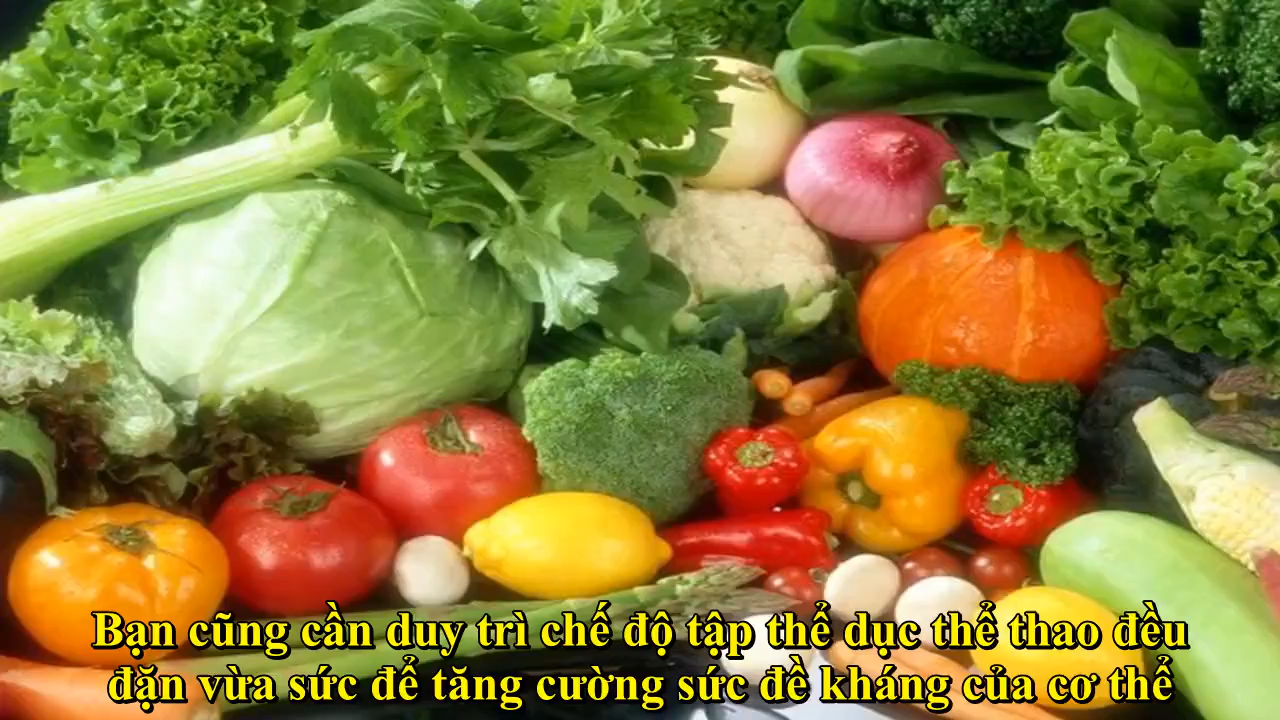 Bạn cũng cần duy trì chế độ tập thể dục thể thao đều
đặn vừa sức để tăng cường sức đề kháng của cơ thể